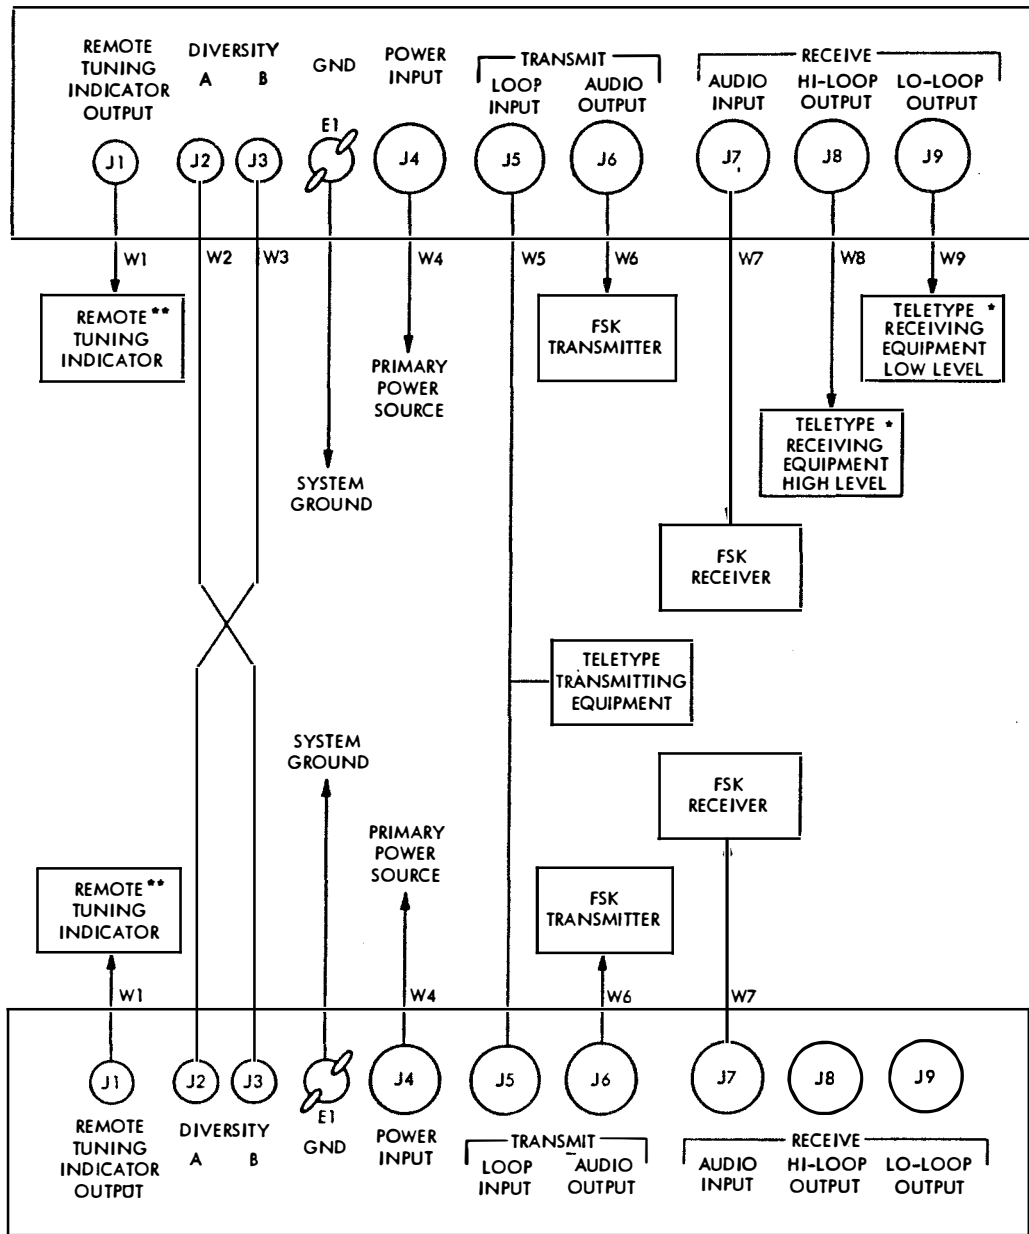 REMOTE TUNING INDICATOR OUTPUT
DIVERSITY
A B
GND
POWER INPUT
TRANSMIT
LOOP INPUT
AUDIO OUTPUT
RECEIVE
AUDIO INPUT
HI-LOOP OUTPUT
LO-LOOP OUTPUT
J1 J2 J3 E1 J4 J5 J6 J7 J8 J9
W1 W2 W3 W4 W5 W6 W7 W8 W9
REMOTE **
TUNING
INDICATOR
PRIMARY
POWER
SOURCE
FSK
TRANSMITTER
TELETYPE *
RECEIVING
EQUIPMENT
LOW LEVEL
TELETYPE *
RECEIVING
EQUIPMENT
HIGH LEVEL
SYSTEM
GROUND
FSK
RECEIVER
TELETYPE
TRANSMITTING
EQUIPMENT
SYSTEM
GROUND
FSK
RECEIVER
PRIMARY
POWER
SOURCE
REMOTE **
TUNING
INDICATOR
FSK
TRANSMITTER
W1 W4 W6 W7
J1 J2 J3 E1 J4 J5 J6 J7 J8 J9
REMOTE TUNING INDICATOR OUTPUT
DIVERSITY
A B
GND
POWER INPUT
TRANSMIT
LOOP INPUT
AUDIO OUTPUT
RECEIVE
AUDIO INPUT
HI-LOOP OUTPUT
LO-LOOP OUTPUT